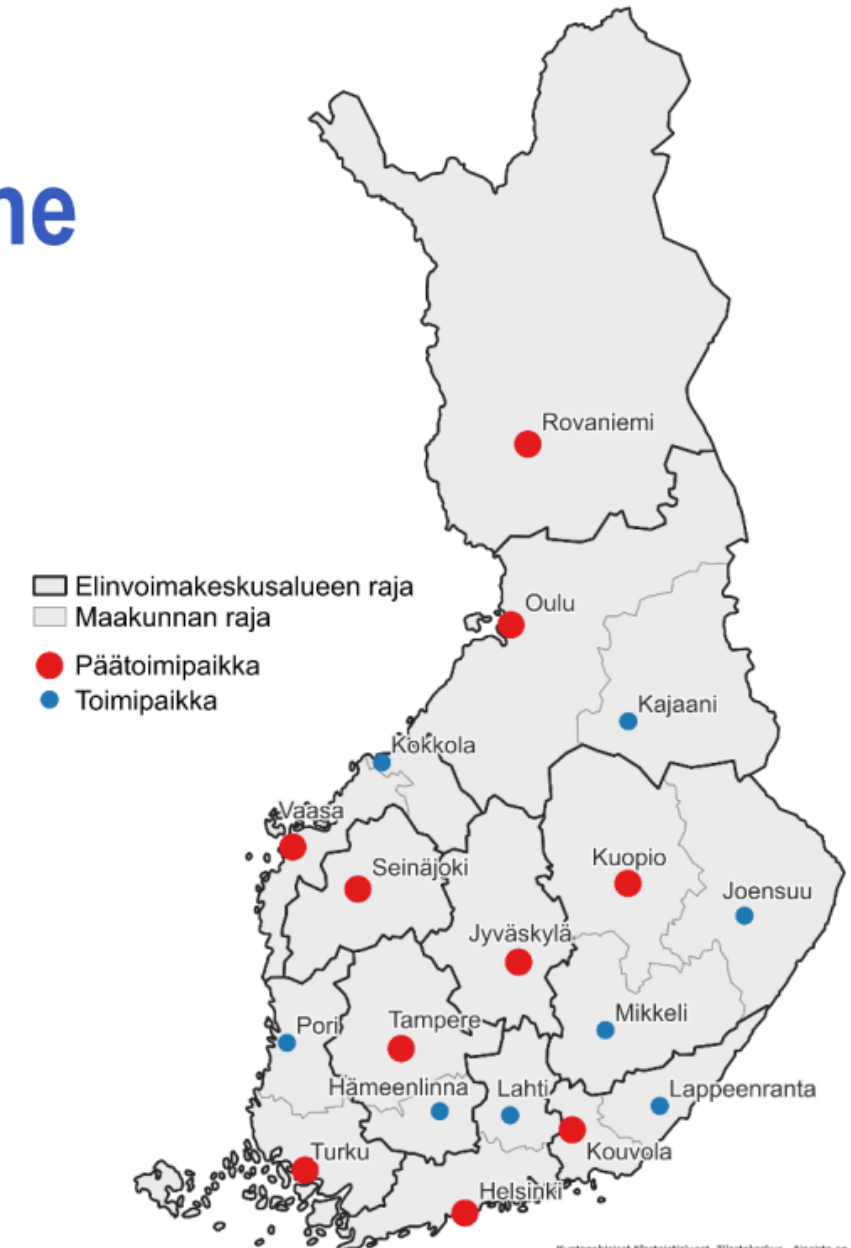 ne
Rovaniemi
Elinvoimakeskusalueen raja
Maakunnan raja
Oulu
Päätoimipaikka
Toimipaikka
Kajaani
Kokkola
Vaasa
Seinäjoki
Kuopio
Joensuu
Jyväskylä
Pori
Tampere
Mikkeli
Hämeenlinna
Lahti
Lappeenranta
Turku
Kouvola
Helsinki